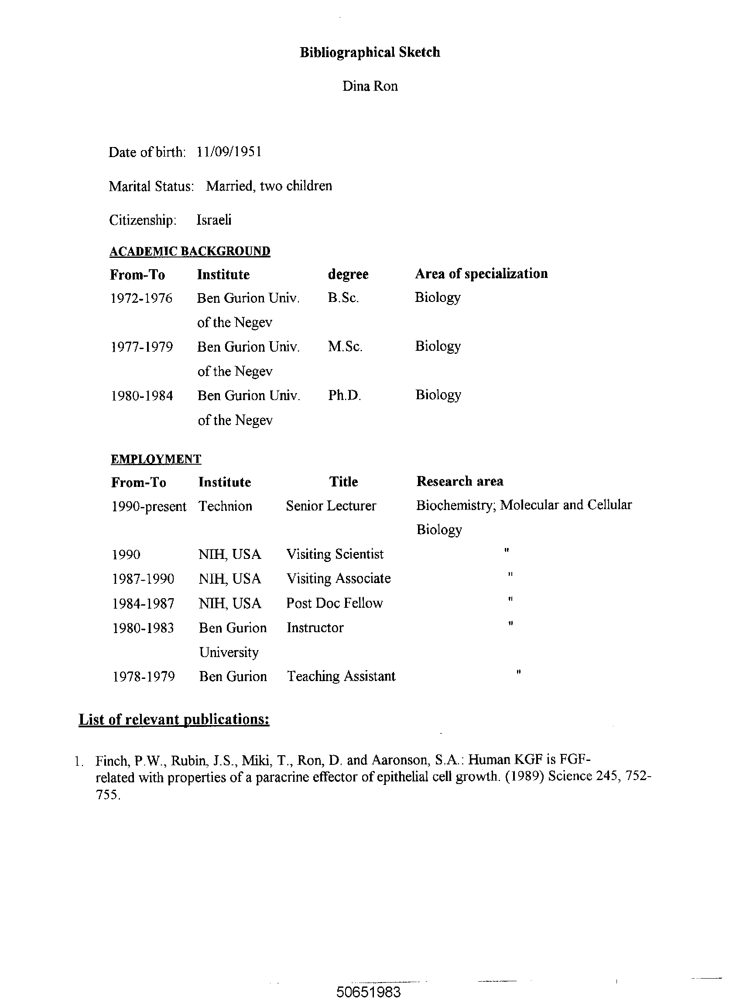 Bibliographical Sketch
Dina Ron
Date of birth: 11/09/1951
Marital Status: Married, two children
Citizenship: Israeli
ACADEMIC BACKGROUND
From-To Institute degree Area of specialization
1972-1976 Ben Gurion Univ. B.Sc. Biology
of the Negev
1977-1979 Ben Gurion Univ. M.Sc. Biology
of the Negev
1980-1984 Ben Gurion Univ. Ph.D. Biology
of the Negev
EMPLOYMENT
From-To Institute Title Research area
1990-present Technion Senior Lecturer Biochemistry; Molecular and Cellular
Biology
1990 NIH, USA Visiting Scientist "
1987-1990 NIH, USA Visiting Associate "
1984-1987 NIH, USA Post Doc Fellow "
1980-1983 Ben Gurion Instructor "
University
1978-1979 Ben Gurion Teaching Assistant "
List of relevant publications:
1. Finch, P.W., Rubin, J.S., Miki, T., Ron, D. and Aaronson, S.A.: Human KGF is FGF-
related with properties of a paracrine effector of epithelial cell growth. (1989) Science 245, 752-
755.
50651983